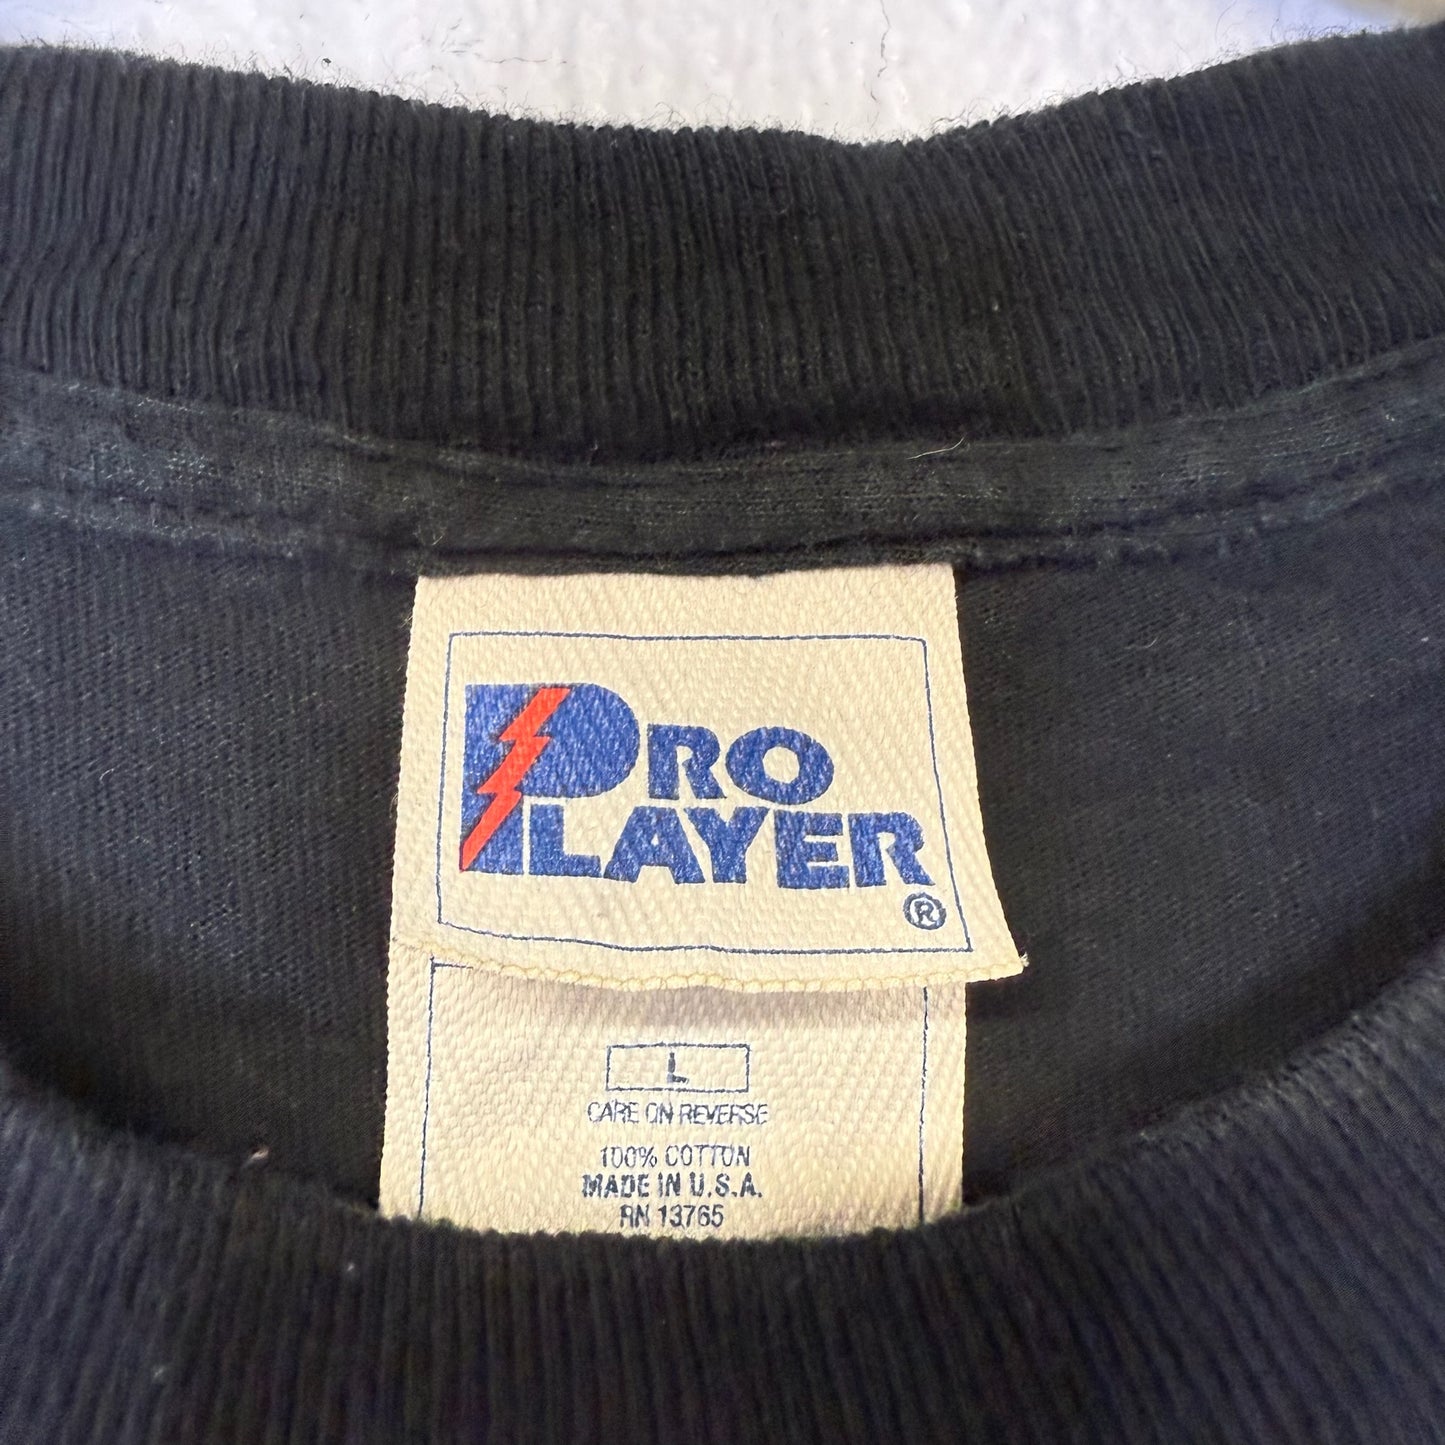 PRO
PLAYER
®
L
CARE ON REVERSE
100% COTTON
MADE IN U.S.A.
RN 13765